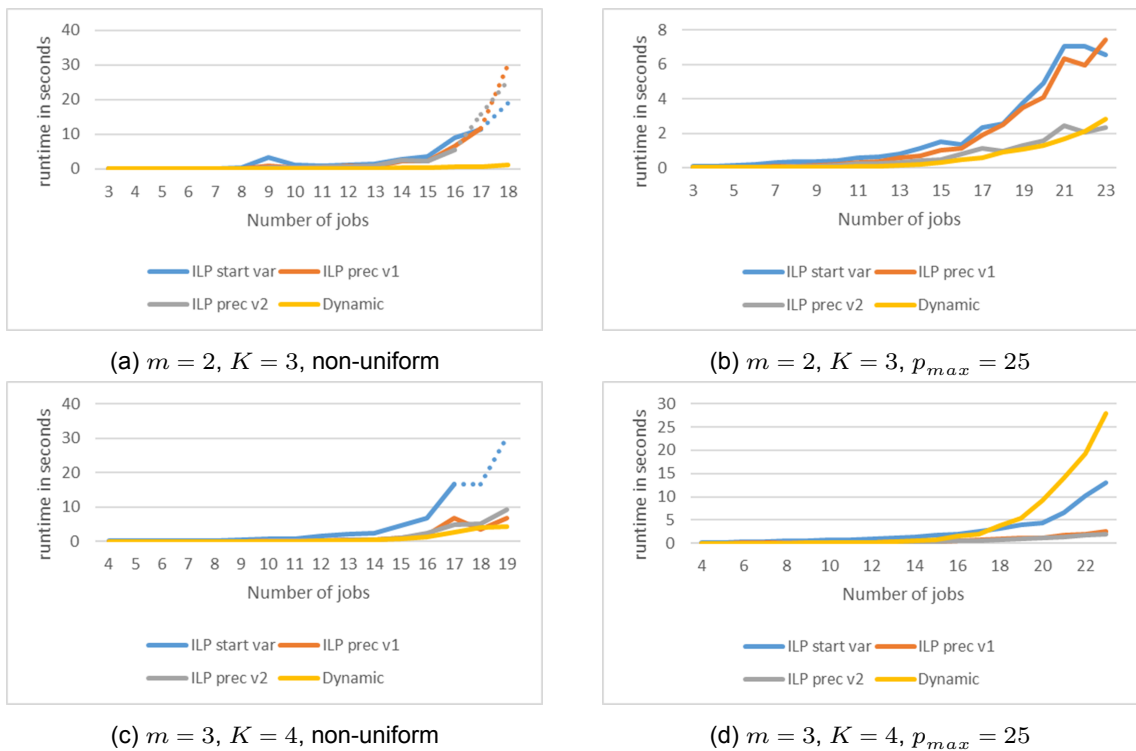 40
30
20
10
0
runtime in seconds
3 4 5 6 7 8 9 10 11 12 13 14 15 16 17 18
Number of jobs
ILP start var ILP prec v1
ILP prec v2 Dynamic
(a) m = 2, K = 3, non-uniform
8
6
4
2
0
runtime in seconds
3 5 7 9 11 13 15 17 19 21 23
Number of jobs
ILP start var ILP prec v1
ILP prec v2 Dynamic
(b) m = 2, K = 3, p_max = 25
40
30
20
10
0
runtime in seconds
4 5 6 7 8 9 10 11 12 13 14 15 16 17 18 19
Number of jobs
ILP start var ILP prec v1
ILP prec v2 Dynamic
(c) m = 3, K = 4, non-uniform
30
25
20
15
10
5
0
runtime in seconds
4 6 8 10 12 14 16 18 20 22
Number of jobs
ILP start var ILP prec v1
ILP prec v2 Dynamic
(d) m = 3, K = 4, p_max = 25